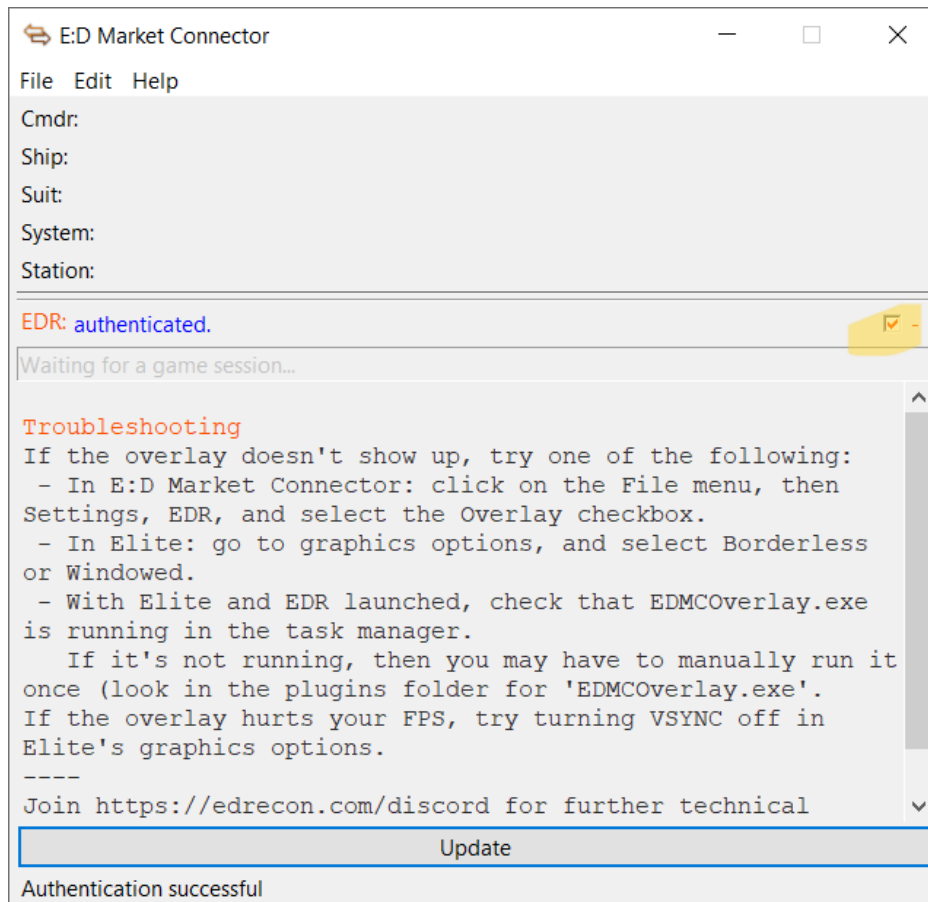 E:D Market Connector
File Edit Help
Cmdr:
Ship:
Suit:
System:
Station:
EDR: authenticated. -
Waiting for a game session...
Troubleshooting
If the overlay doesn't show up, try one of the following:
- In E:D Market Connector: click on the File menu, then
Settings, EDR, and select the Overlay checkbox.
- In Elite: go to graphics options, and select Borderless
or Windowed.
- With Elite and EDR launched, check that EDMCOverlay.exe
is running in the task manager.
If it's not running, then you may have to manually run it
once (look in the plugins folder for 'EDMCOverlay.exe'.
If the overlay hurts your FPS, try turning VSYNC off in
Elite's graphics options.
----
Join https://edrecon.com/discord for further technical
Update
Authentication successful